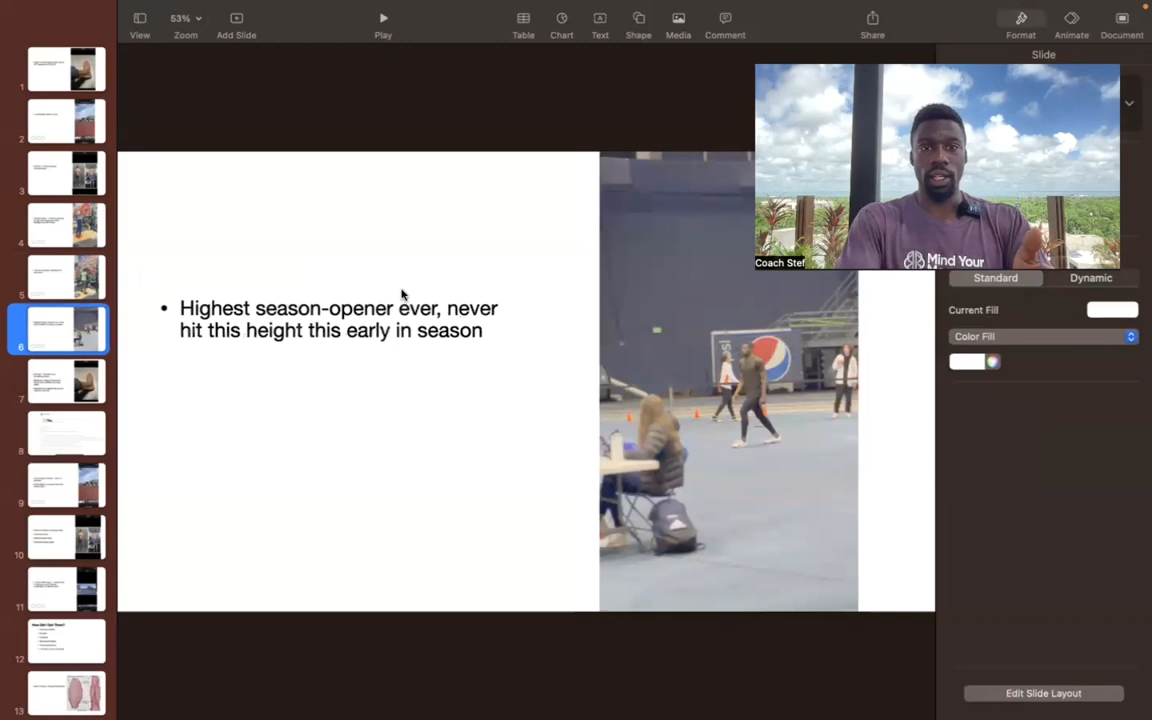 View
53%
Zoom
Add Slide
Play
Table
Chart
Text
Shape
Media
Comment
Share
Format
Animate
Document
Slide
Mind Your
Coach Stef
Standard
Dynamic
Current Fill
Color Fill
• Highest season-opener ever, never
hit this height this early in season
1
2
3
4
5
6
7
8
9
10
11
12
13
Edit Slide Layout